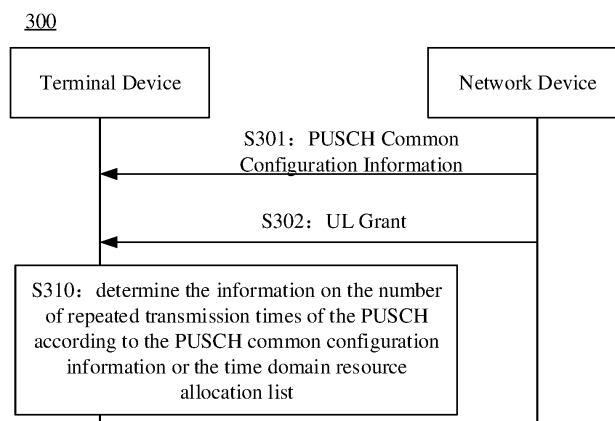 300
Terminal Device
Network Device
S301：PUSCH Common
Configuration Information
S302：UL Grant
S310：determine the information on the number
of repeated transmission times of the PUSCH
according to the PUSCH common configuration
information or the time domain resource
allocation list